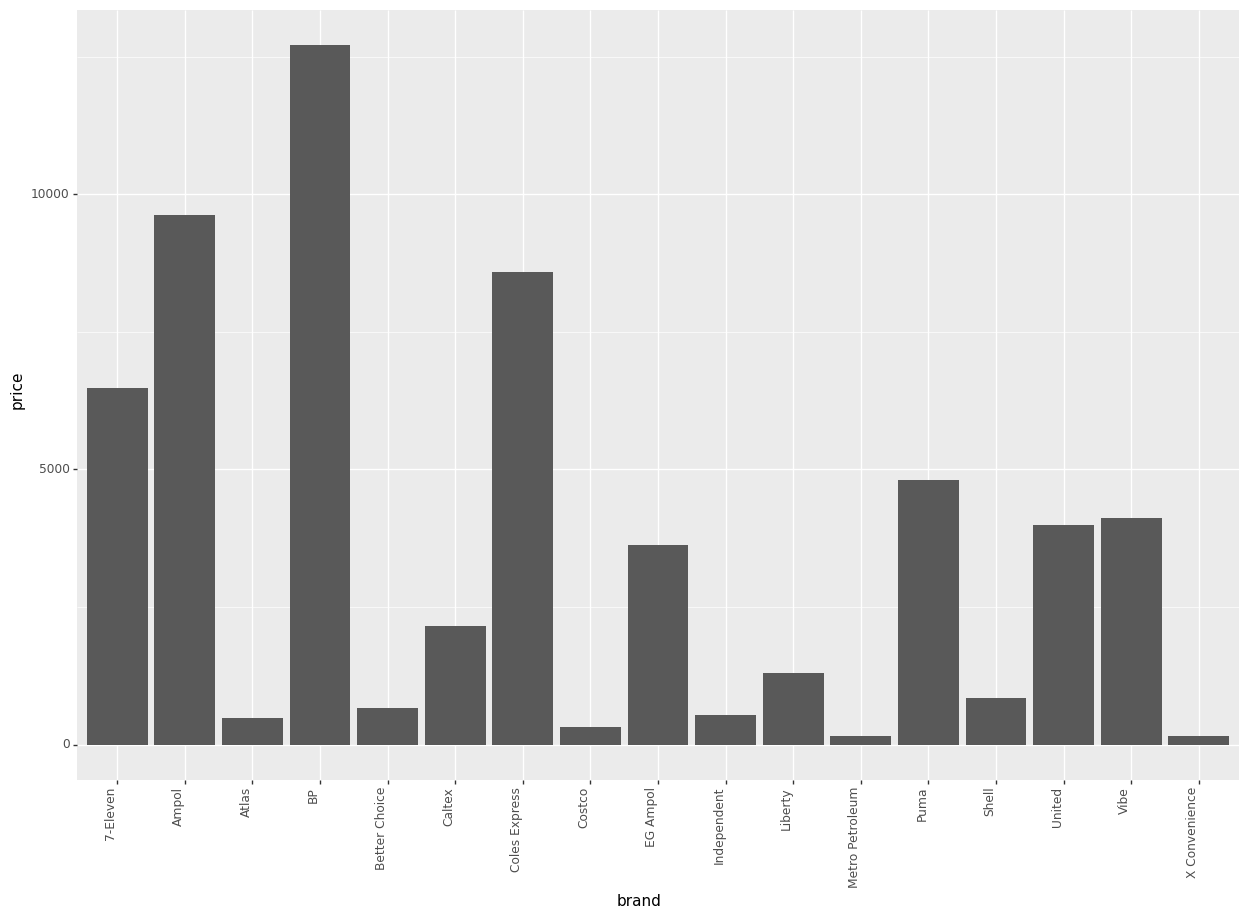 10000
5000
0
price
7-Eleven
Ampol
Atlas
BP
Better Choice
Caltex
Coles Express
Costco
EG Ampol
Independent
Liberty
Metro Petroleum
Puma
Shell
United
Vibe
X Convenience
brand